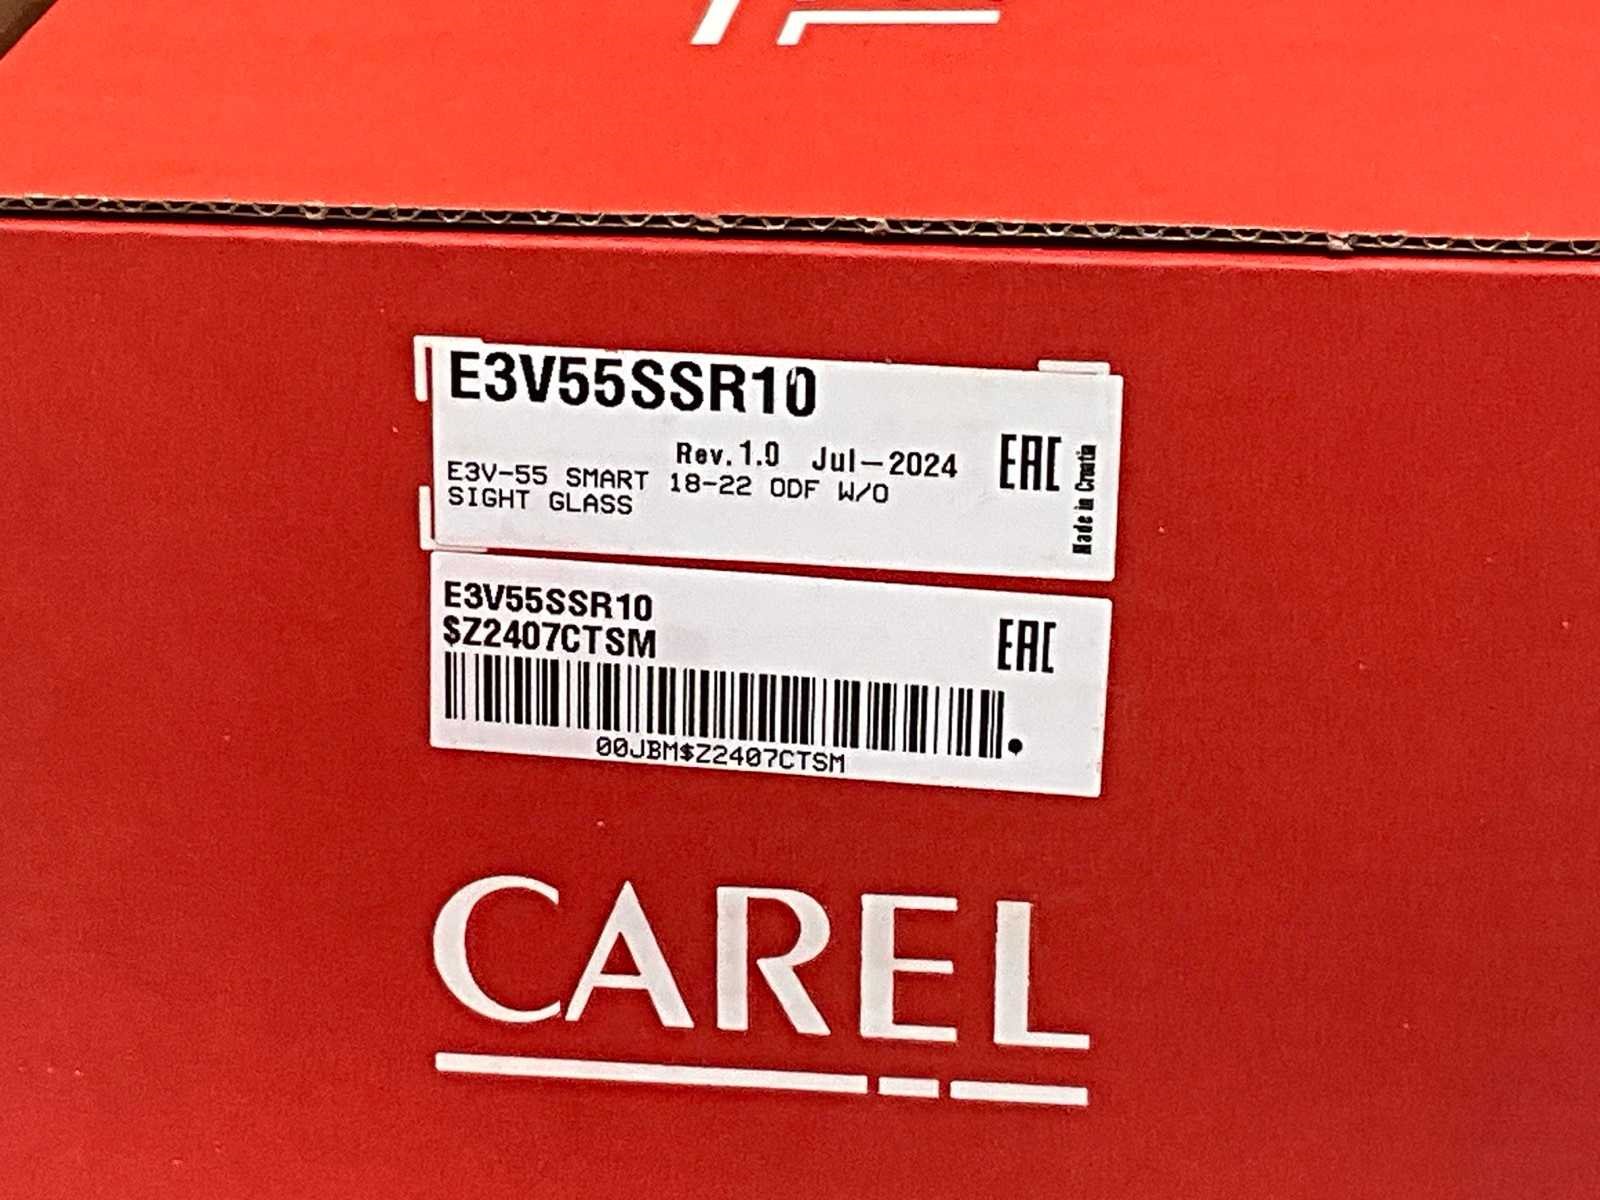 E3V55SSR10
Rev.1.0 Jul-2024
E3V-55 SMART 18-22 ODF W/O
SIGHT GLASS
EAC
Made in Croatia
E3V55SSR10
$Z2407CTSM
EAC
00JBM$Z2407CTSM
CAREL